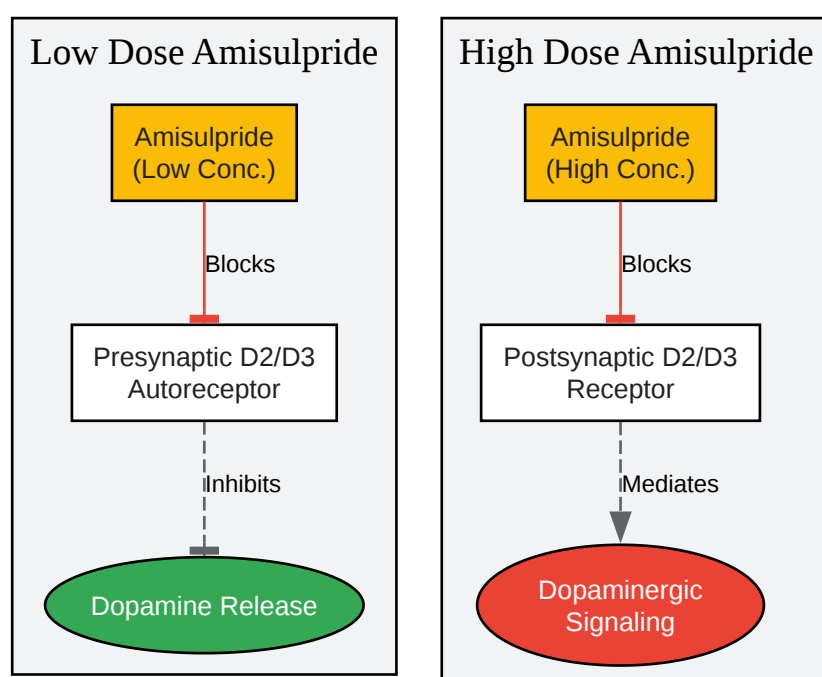 Low Dose Amisulpride
Amisulpride
(Low Conc.)
Blocks
Presynaptic D2/D3
Autoreceptor
Inhibits
Dopamine Release
High Dose Amisulpride
Amisulpride
(High Conc.)
Blocks
Postsynaptic D2/D3
Receptor
Mediates
Dopaminergic
Signaling